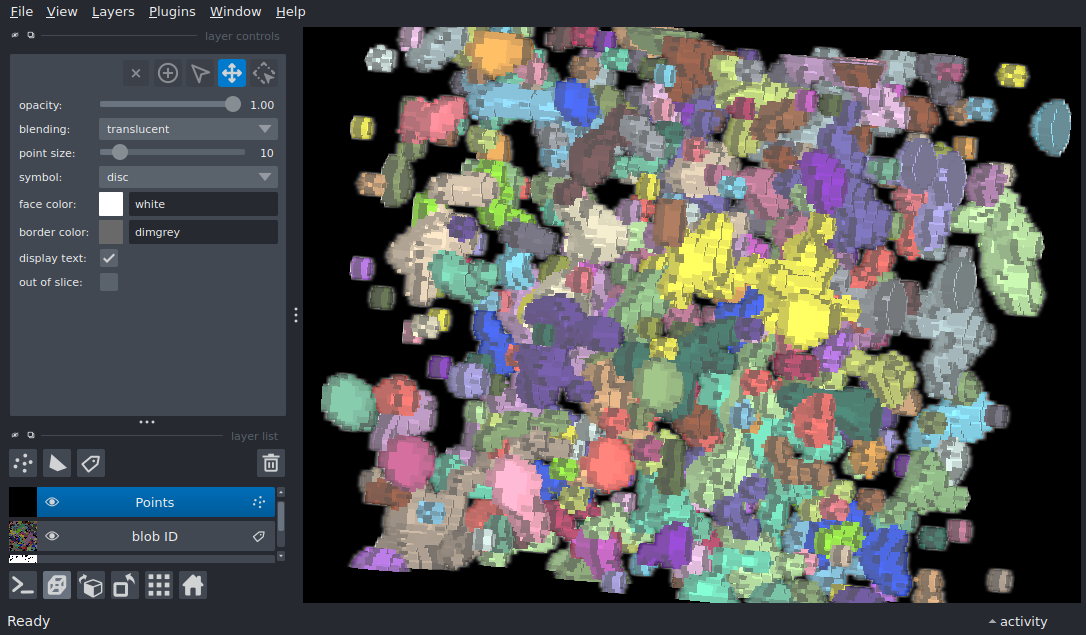 File View Layers Plugins Window Help
layer controls
opacity: 1.00
blending: translucent
point size: 10
symbol: disc
face color: white
border color: dimgrey
display text:
out of slice:
layer list
Points
blob ID
Ready
activity